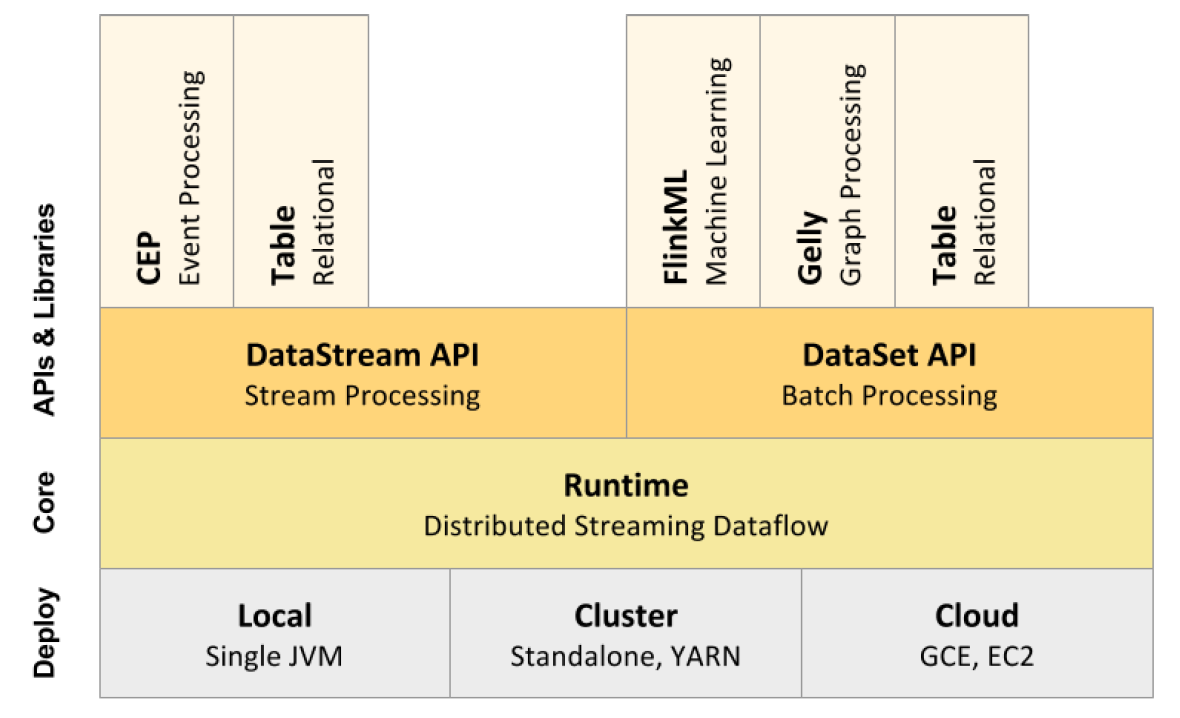 CEP
Event Processing
Table
Relational
FlinkML
Machine Learning
Gelly
Graph Processing
Table
Relational
APIs & Libraries
DataStream API
Stream Processing
DataSet API
Batch Processing
Core
Runtime
Distributed Streaming Dataflow
Deploy
Local
Single JVM
Cluster
Standalone, YARN
Cloud
GCE, EC2